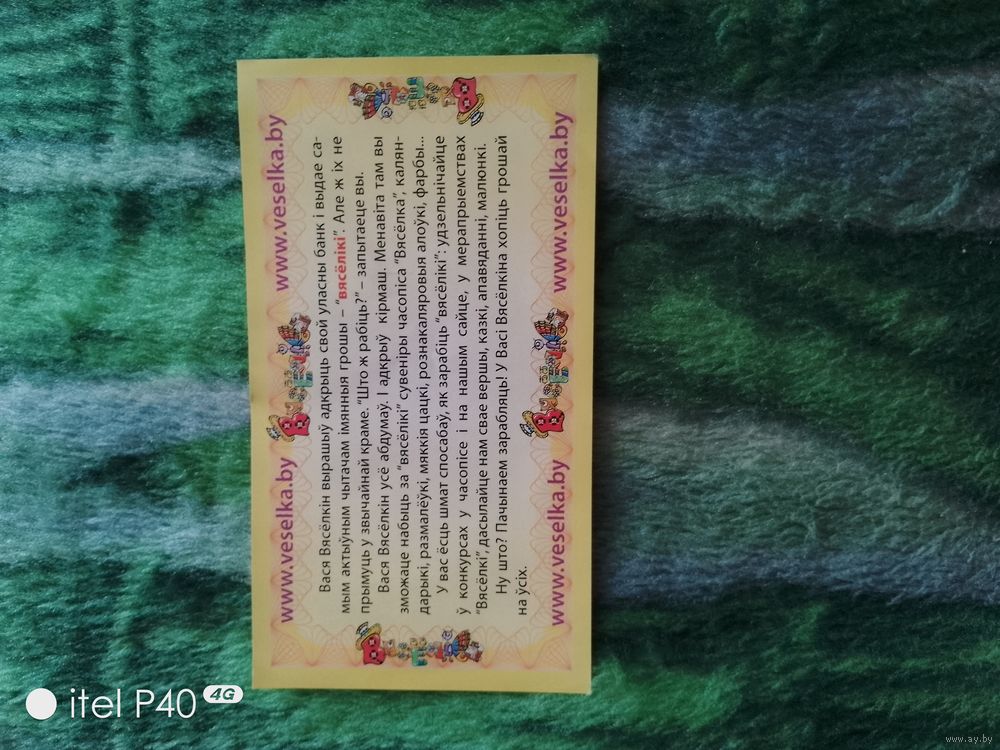 www.veselka.by www.veselka.by
Вася Вясёлкін вырашыў адкрыць свой уласны банк і выдае са-
мым актыўным чытачам імянныя грошы – “вясёлікі”. Але ж іх не
прымуць у звычайнай краме. “Што ж рабіць?” – запытаеце вы.
Вася Вясёлкін усё абдумаў. І адкрыў кірмаш. Менавіта там вы
зможаце набыць за “вясёлікі” сувеніры часопіса “Вясёлка”, калян-
дарыкі, размалёўкі, мяккія цацкі, рознакаляровыя алоўкі, фарбы...
У вас ёсць шмат спосабаў, як зарабіць “вясёлікі”: удзельнічайце
ў конкурсах у часопісе і на нашым сайце, у мерапрыемствах
“Вясёлкі”, дасылайце нам свае вершы, казкі, апавяданні, малюнкі.
Ну што? Пачынаем зарабляць! У Васі Вясёлкіна хопіць грошай
на ўсіх.
www.veselka.by www.veselka.by
itel P40 4G
www.ay.by